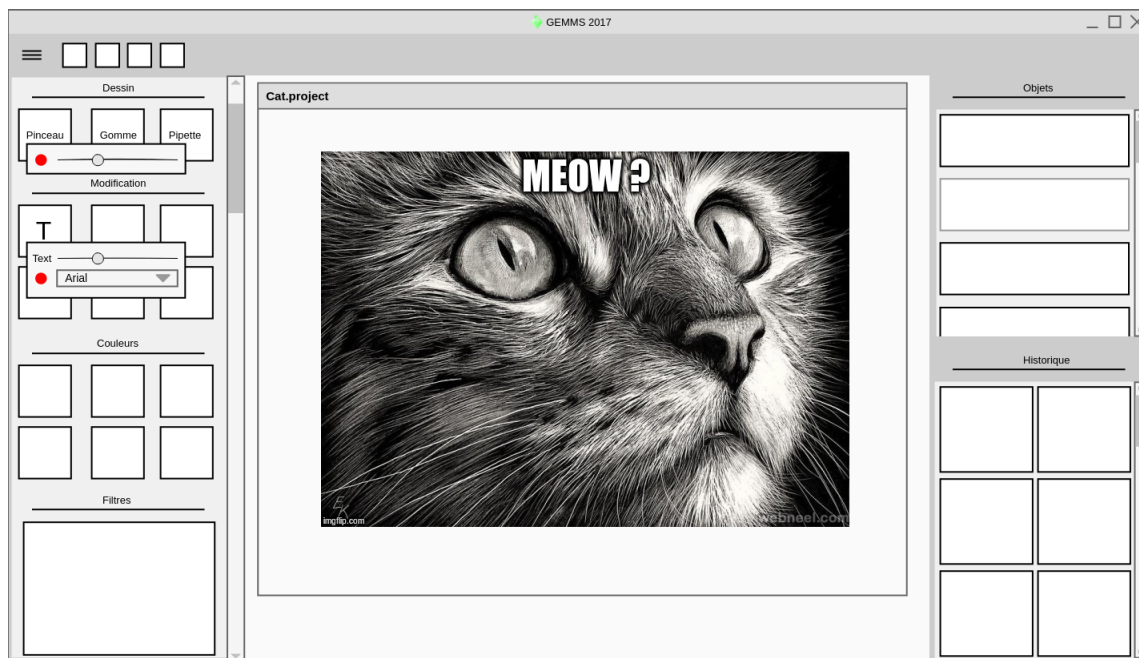 GEMMS 2017
Dessin
Pinceau
Gomme
Pipette
Modification
T
Text
Arial
Couleurs
Filtres
Cat.project
MEOW ?
imgflip.com
webneel.com
Objets
Historique